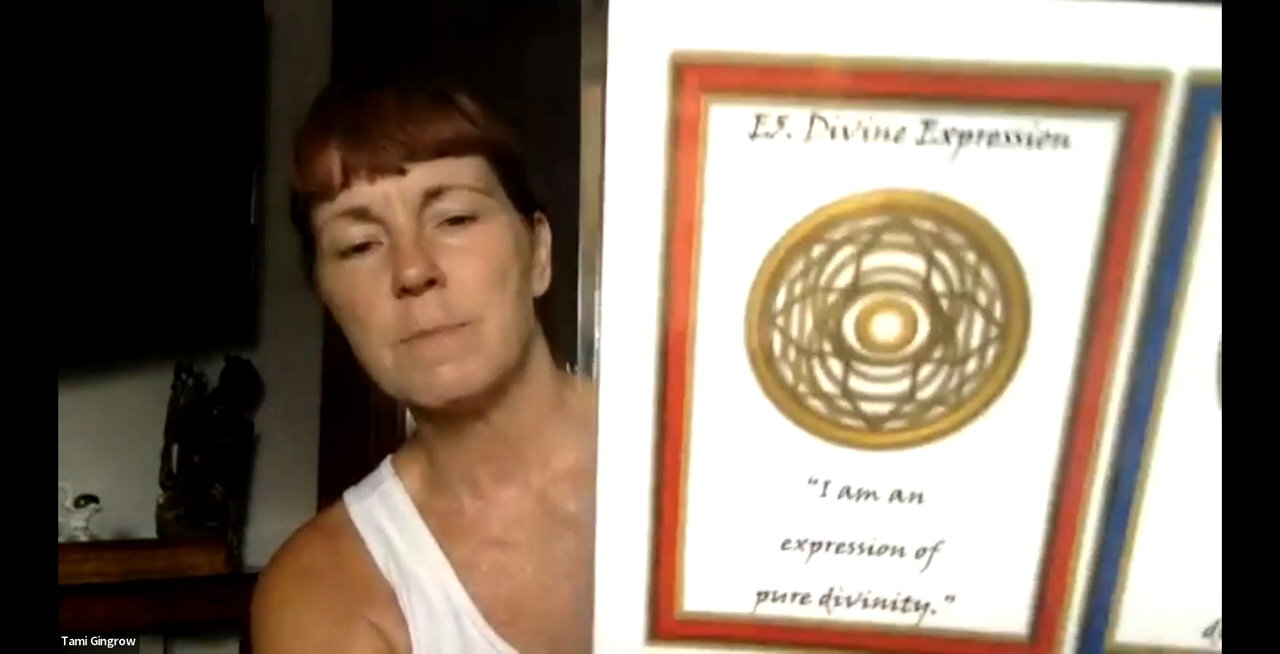 E5. Divine Expression
"I am an
expression of
pure divinity."
Tami Gingrow